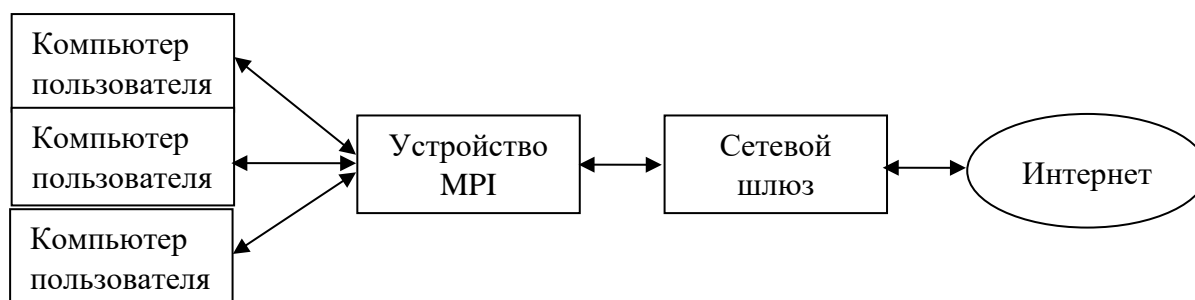 Компьютер
пользователя
Компьютер
пользователя
Компьютер
пользователя
Устройство
MPI
Сетевой
шлюз
Интернет